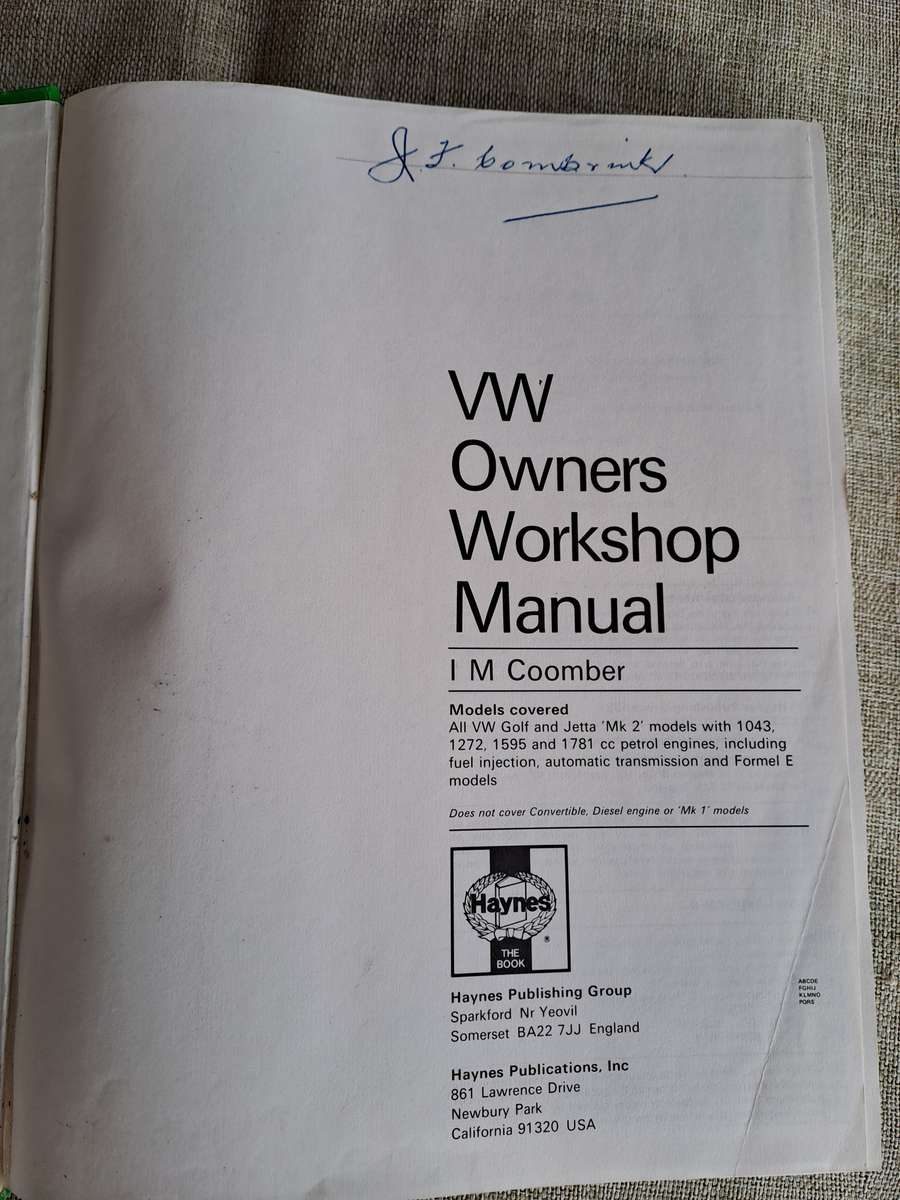 J. F. Combrink
VW
Owners
Workshop
Manual
I M Coomber
Models covered
All VW Golf and Jetta 'Mk 2' models with 1043,
1272, 1595 and 1781 cc petrol engines, including
fuel injection, automatic transmission and Formel E
models
Does not cover Convertible, Diesel engine or 'Mk 1' models
Haynes
®
THE
BOOK
Haynes Publishing Group
Sparkford Nr Yeovil
Somerset BA22 7JJ England
ABCDE
FGHIJ
KLMNO
PQRS
Haynes Publications, Inc
861 Lawrence Drive
Newbury Park
California 91320 USA